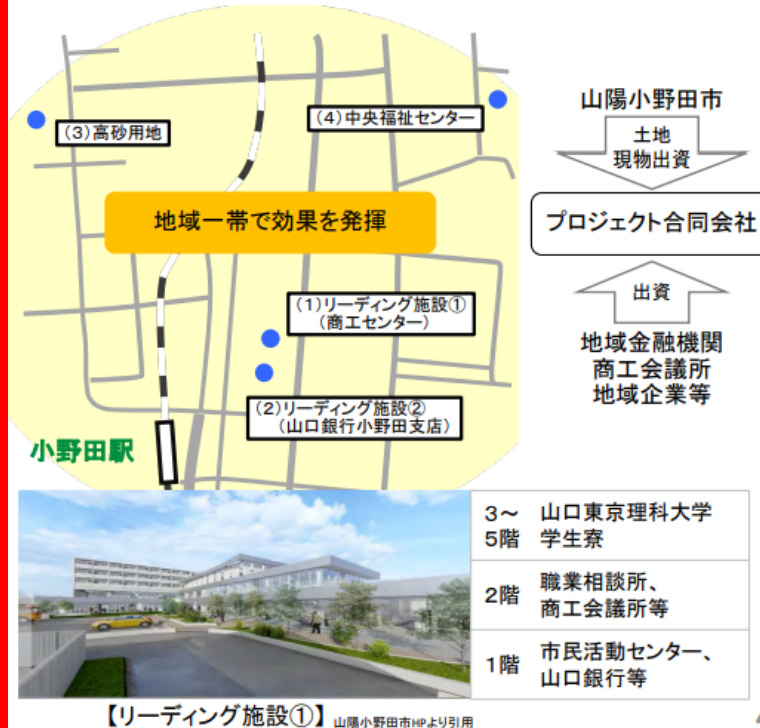 (3)高砂用地
(4)中央福祉センター
地域一帯で効果を発揮
(1)リーディング施設①
(商工センター)
(2)リーディング施設②
(山口銀行小野田支店)
小野田駅
山陽小野田市
土地
現物出資
プロジェクト合同会社
出資
地域金融機関
商工会議所
地域企業等
3～
5階
山口東京理科大学
学生寮
2階
職業相談所、
商工会議所等
1階
市民活動センター、
山口銀行等
【リーディング施設①】 山陽小野田市HPより引用